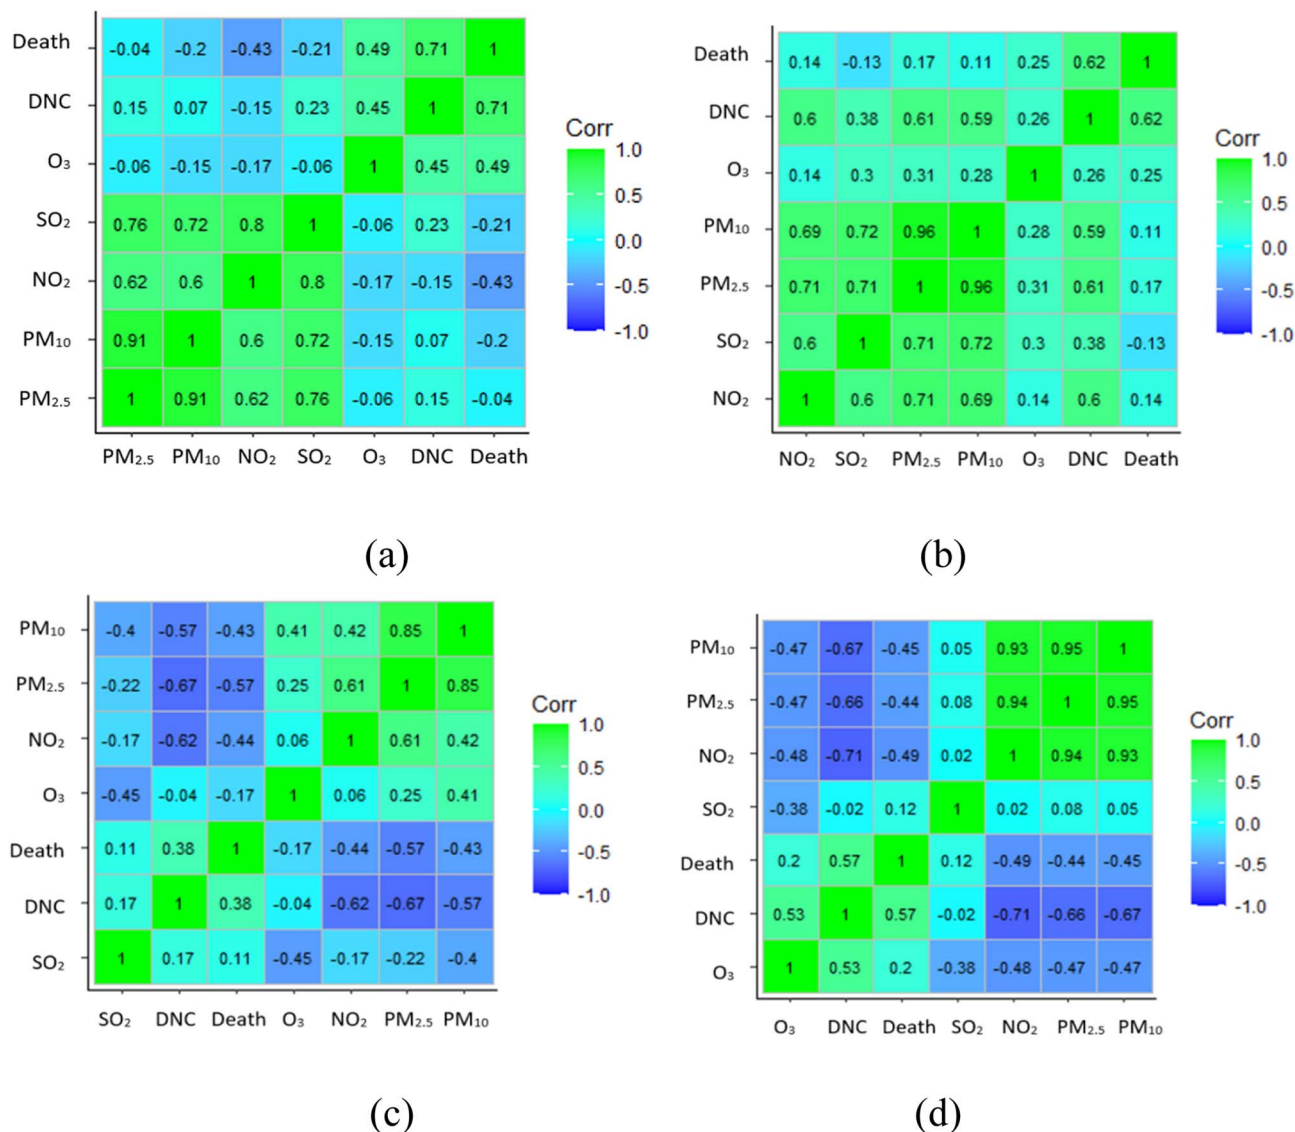 Death -0.04 -0.2 -0.43 -0.21 0.49 0.71 1
DNC 0.15 0.07 -0.15 0.23 0.45 1 0.71
O₃ -0.06 -0.15 -0.17 -0.06 1 0.45 0.49
SO₂ 0.76 0.72 0.8 1 -0.06 0.23 -0.21
NO₂ 0.62 0.6 1 0.8 -0.17 -0.15 -0.43
PM₁₀ 0.91 1 0.6 0.72 -0.15 0.07 -0.2
PM₂.₅ 1 0.91 0.62 0.76 -0.06 0.15 -0.04
PM₂.₅ PM₁₀ NO₂ SO₂ O₃ DNC Death
Corr
1.0
0.5
0.0
-0.5
-1.0
(a)
Death 0.14 -0.13 0.17 0.11 0.25 0.62 1
DNC 0.6 0.38 0.61 0.59 0.26 1 0.62
O₃ 0.14 0.3 0.31 0.28 1 0.26 0.25
PM₁₀ 0.69 0.72 0.96 1 0.28 0.59 0.11
PM₂.₅ 0.71 0.71 1 0.96 0.31 0.61 0.17
SO₂ 0.6 1 0.71 0.72 0.3 0.38 -0.13
NO₂ 1 0.6 0.71 0.69 0.14 0.6 0.14
NO₂ SO₂ PM₂.₅ PM₁₀ O₃ DNC Death
Corr
1.0
0.5
0.0
-0.5
-1.0
(b)
PM₁₀ -0.4 -0.57 -0.43 0.41 0.42 0.85 1
PM₂.₅ -0.22 -0.67 -0.57 0.25 0.61 1 0.85
NO₂ -0.17 -0.62 -0.44 0.06 1 0.61 0.42
O₃ -0.45 -0.04 -0.17 1 0.06 0.25 0.41
Death 0.11 0.38 1 -0.17 -0.44 -0.57 -0.43
DNC 0.17 1 0.38 -0.04 -0.62 -0.67 -0.57
SO₂ 1 0.17 0.11 -0.45 -0.17 -0.22 -0.4
SO₂ DNC Death O₃ NO₂ PM₂.₅ PM₁₀
Corr
1.0
0.5
0.0
-0.5
-1.0
(c)
PM₁₀ -0.47 -0.67 -0.45 0.05 0.93 0.95 1
PM₂.₅ -0.47 -0.66 -0.44 0.08 0.94 1 0.95
NO₂ -0.48 -0.71 -0.49 0.02 1 0.94 0.93
SO₂ -0.38 -0.02 0.12 1 0.02 0.08 0.05
Death 0.2 0.57 1 0.12 -0.49 -0.44 -0.45
DNC 0.53 1 0.57 -0.02 -0.71 -0.66 -0.67
O₃ 1 0.53 0.2 -0.38 -0.48 -0.47 -0.47
O₃ DNC Death SO₂ NO₂ PM₂.₅ PM₁₀
Corr
1.0
0.5
0.0
-0.5
-1.0
(d)